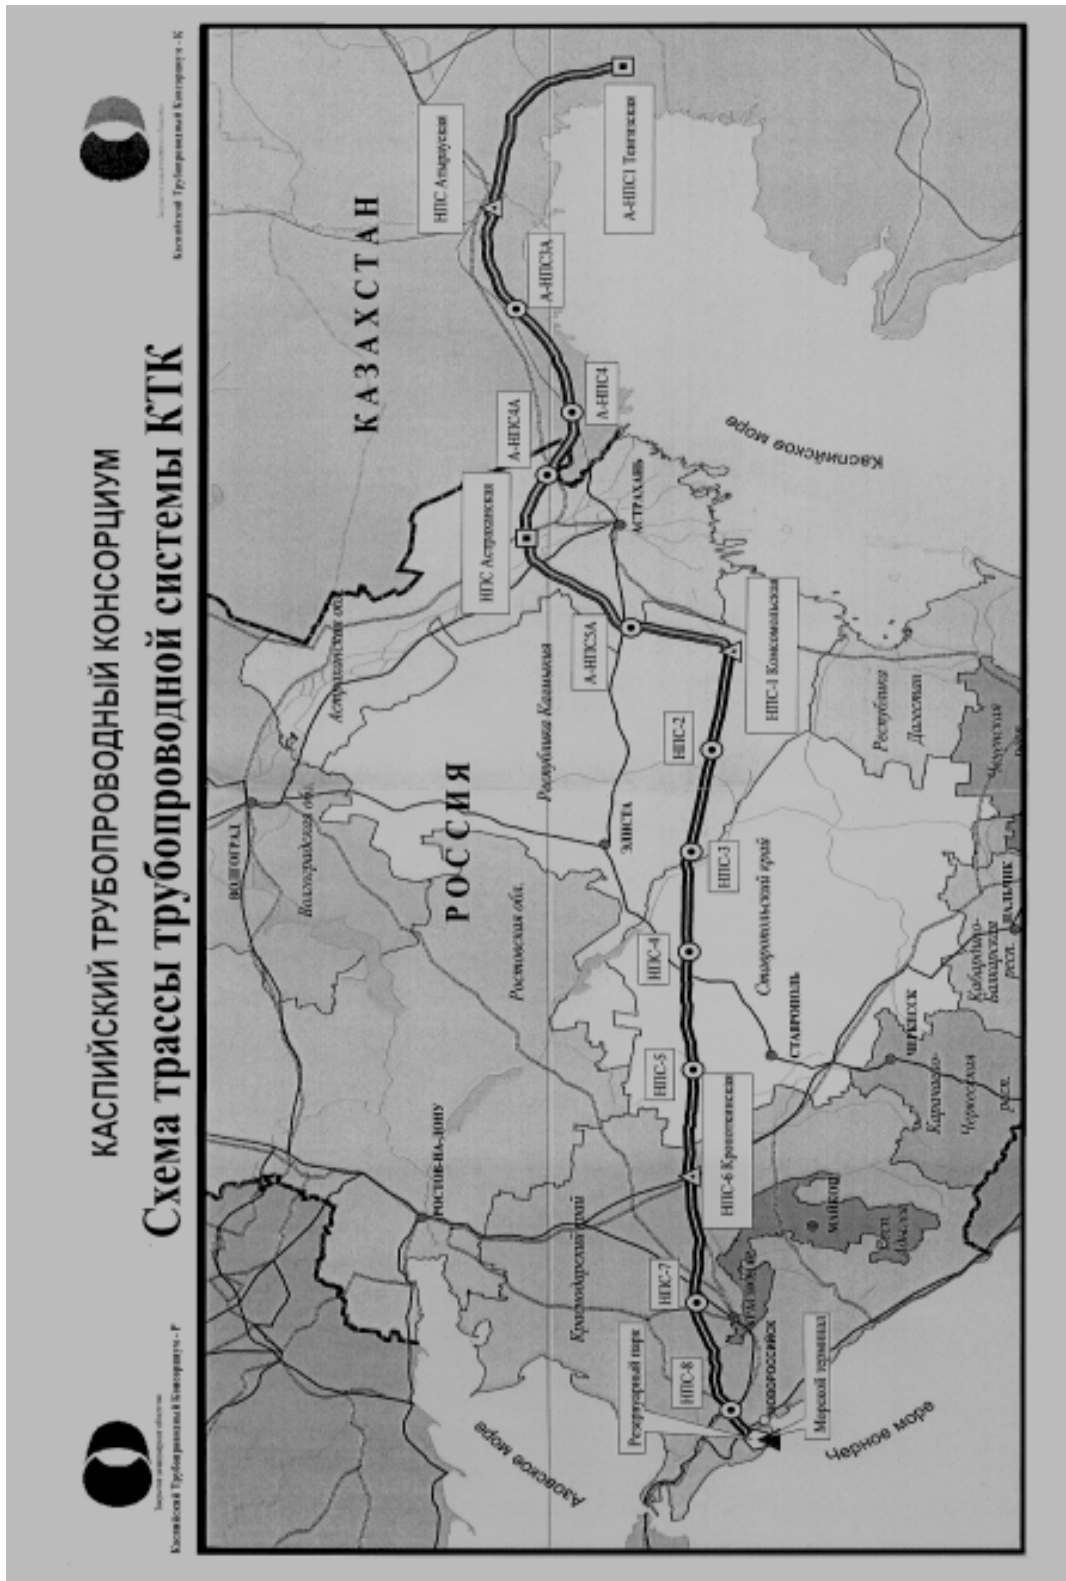 КАСПИЙСКИЙ ТРУБОПРОВОДНЫЙ КОНСОРЦИУМ
Схема трассы трубопроводной системы КТК
Каспийский Трубопроводный Консорциум - Р
Каспийский Трубопроводный Консорциум - К
КАЗАХСТАН
РОССИЯ
ВОЛГОГРАД
Волгоградская обл.
Астраханская обл.
Ростовская обл.
РОСТОВ-НА-ДОНУ
Республика Калмыкия
ЭЛИСТА
АСТРАХАНЬ
Краснодарский край
Ставропольский край
СТАВРОПОЛЬ
ЧЕРКЕССК
Карачаево-
Черкесская
респ.
Кабардино-
Балкарская
респ.
НАЛЬЧИК
Республика
Дагестан
Чеченская
МАЙКОП
Респ.
Адыгея
НОВОРОССИЙСК
Азовское море
Черное море
Каспийское море
Резервуарный парк
Морской терминал
НПС-8
НПС-7
НПС-6 Кропоткинская
НПС-5
НПС-4
НПС-3
НПС-2
НПС-1 Комсомольская
А-НПС5А
НПС Астраханская
А-НПС4А
А-НПС4
А-НПС3А
НПС Атырауская
А-НПС1 Тенгизская